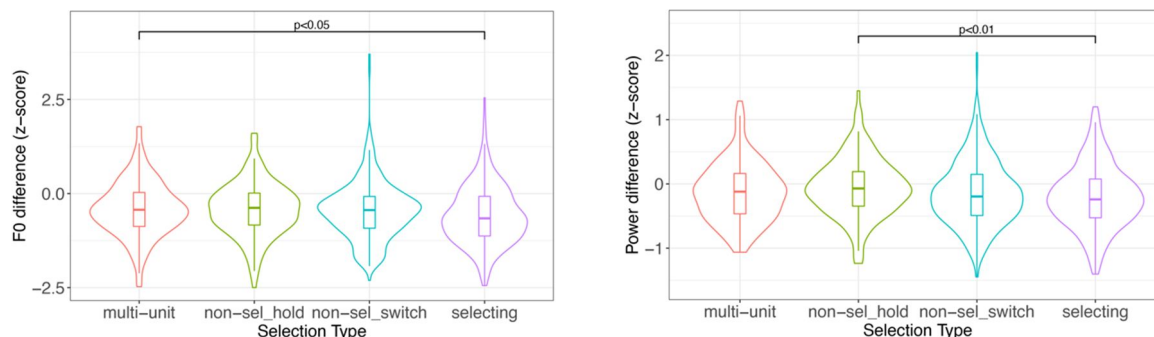 p<0.05
2.5
0.0
−2.5
F0 difference (z−score)
multi−unit non−sel_hold non−sel_switch selecting
Selection Type
p<0.01
2
1
0
−1
Power difference (z−score)
multi−unit non−sel_hold non−sel_switch selecting
Selection Type